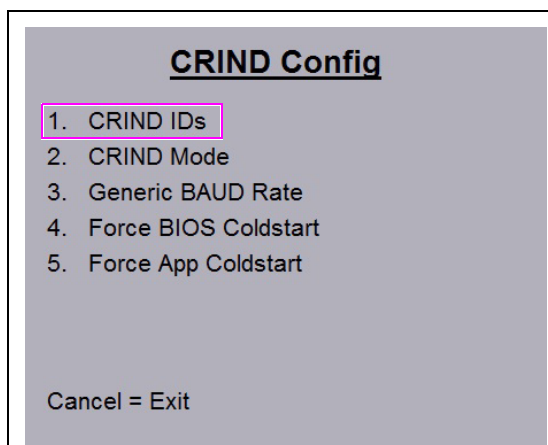 CRIND Config
1. CRIND IDs
2. CRIND Mode
3. Generic BAUD Rate
4. Force BIOS Coldstart
5. Force App Coldstart
Cancel = Exit